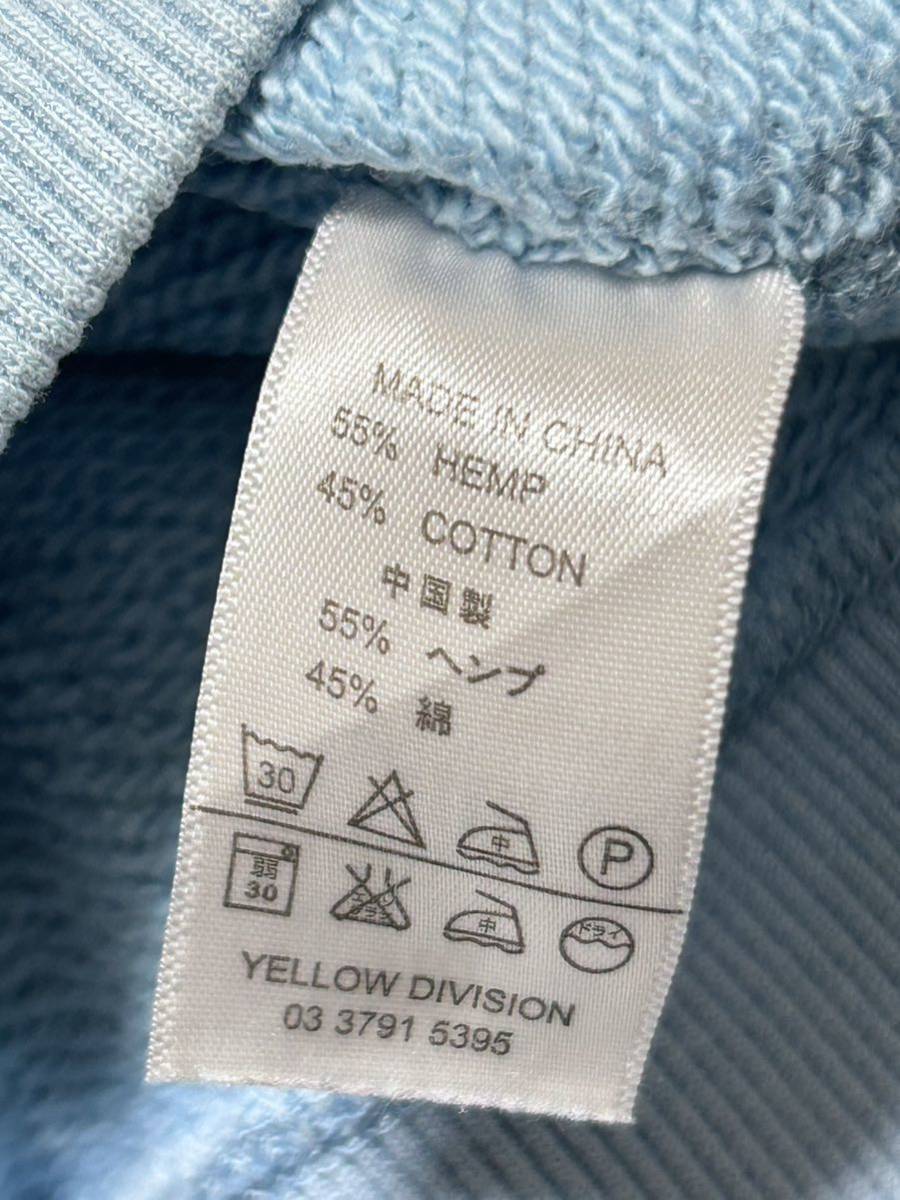 MADE IN CHINA
55% HEMP
45% COTTON
中国製
55% ヘンプ
45% 綿
30 中 P
弱 30 中 ドライ
YELLOW DIVISION
03 3791 5395